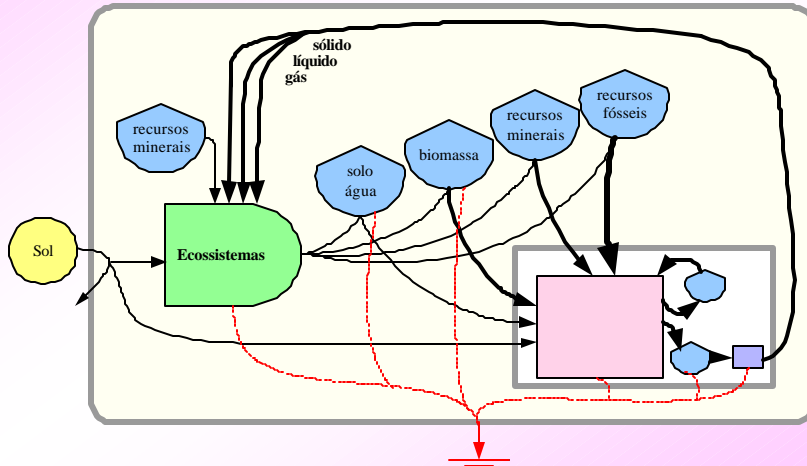 sólido
líquido
gás
recursos
minerais
solo
água
biomassa
recursos
minerais
recursos
fósseis
Sol
Ecossistemas